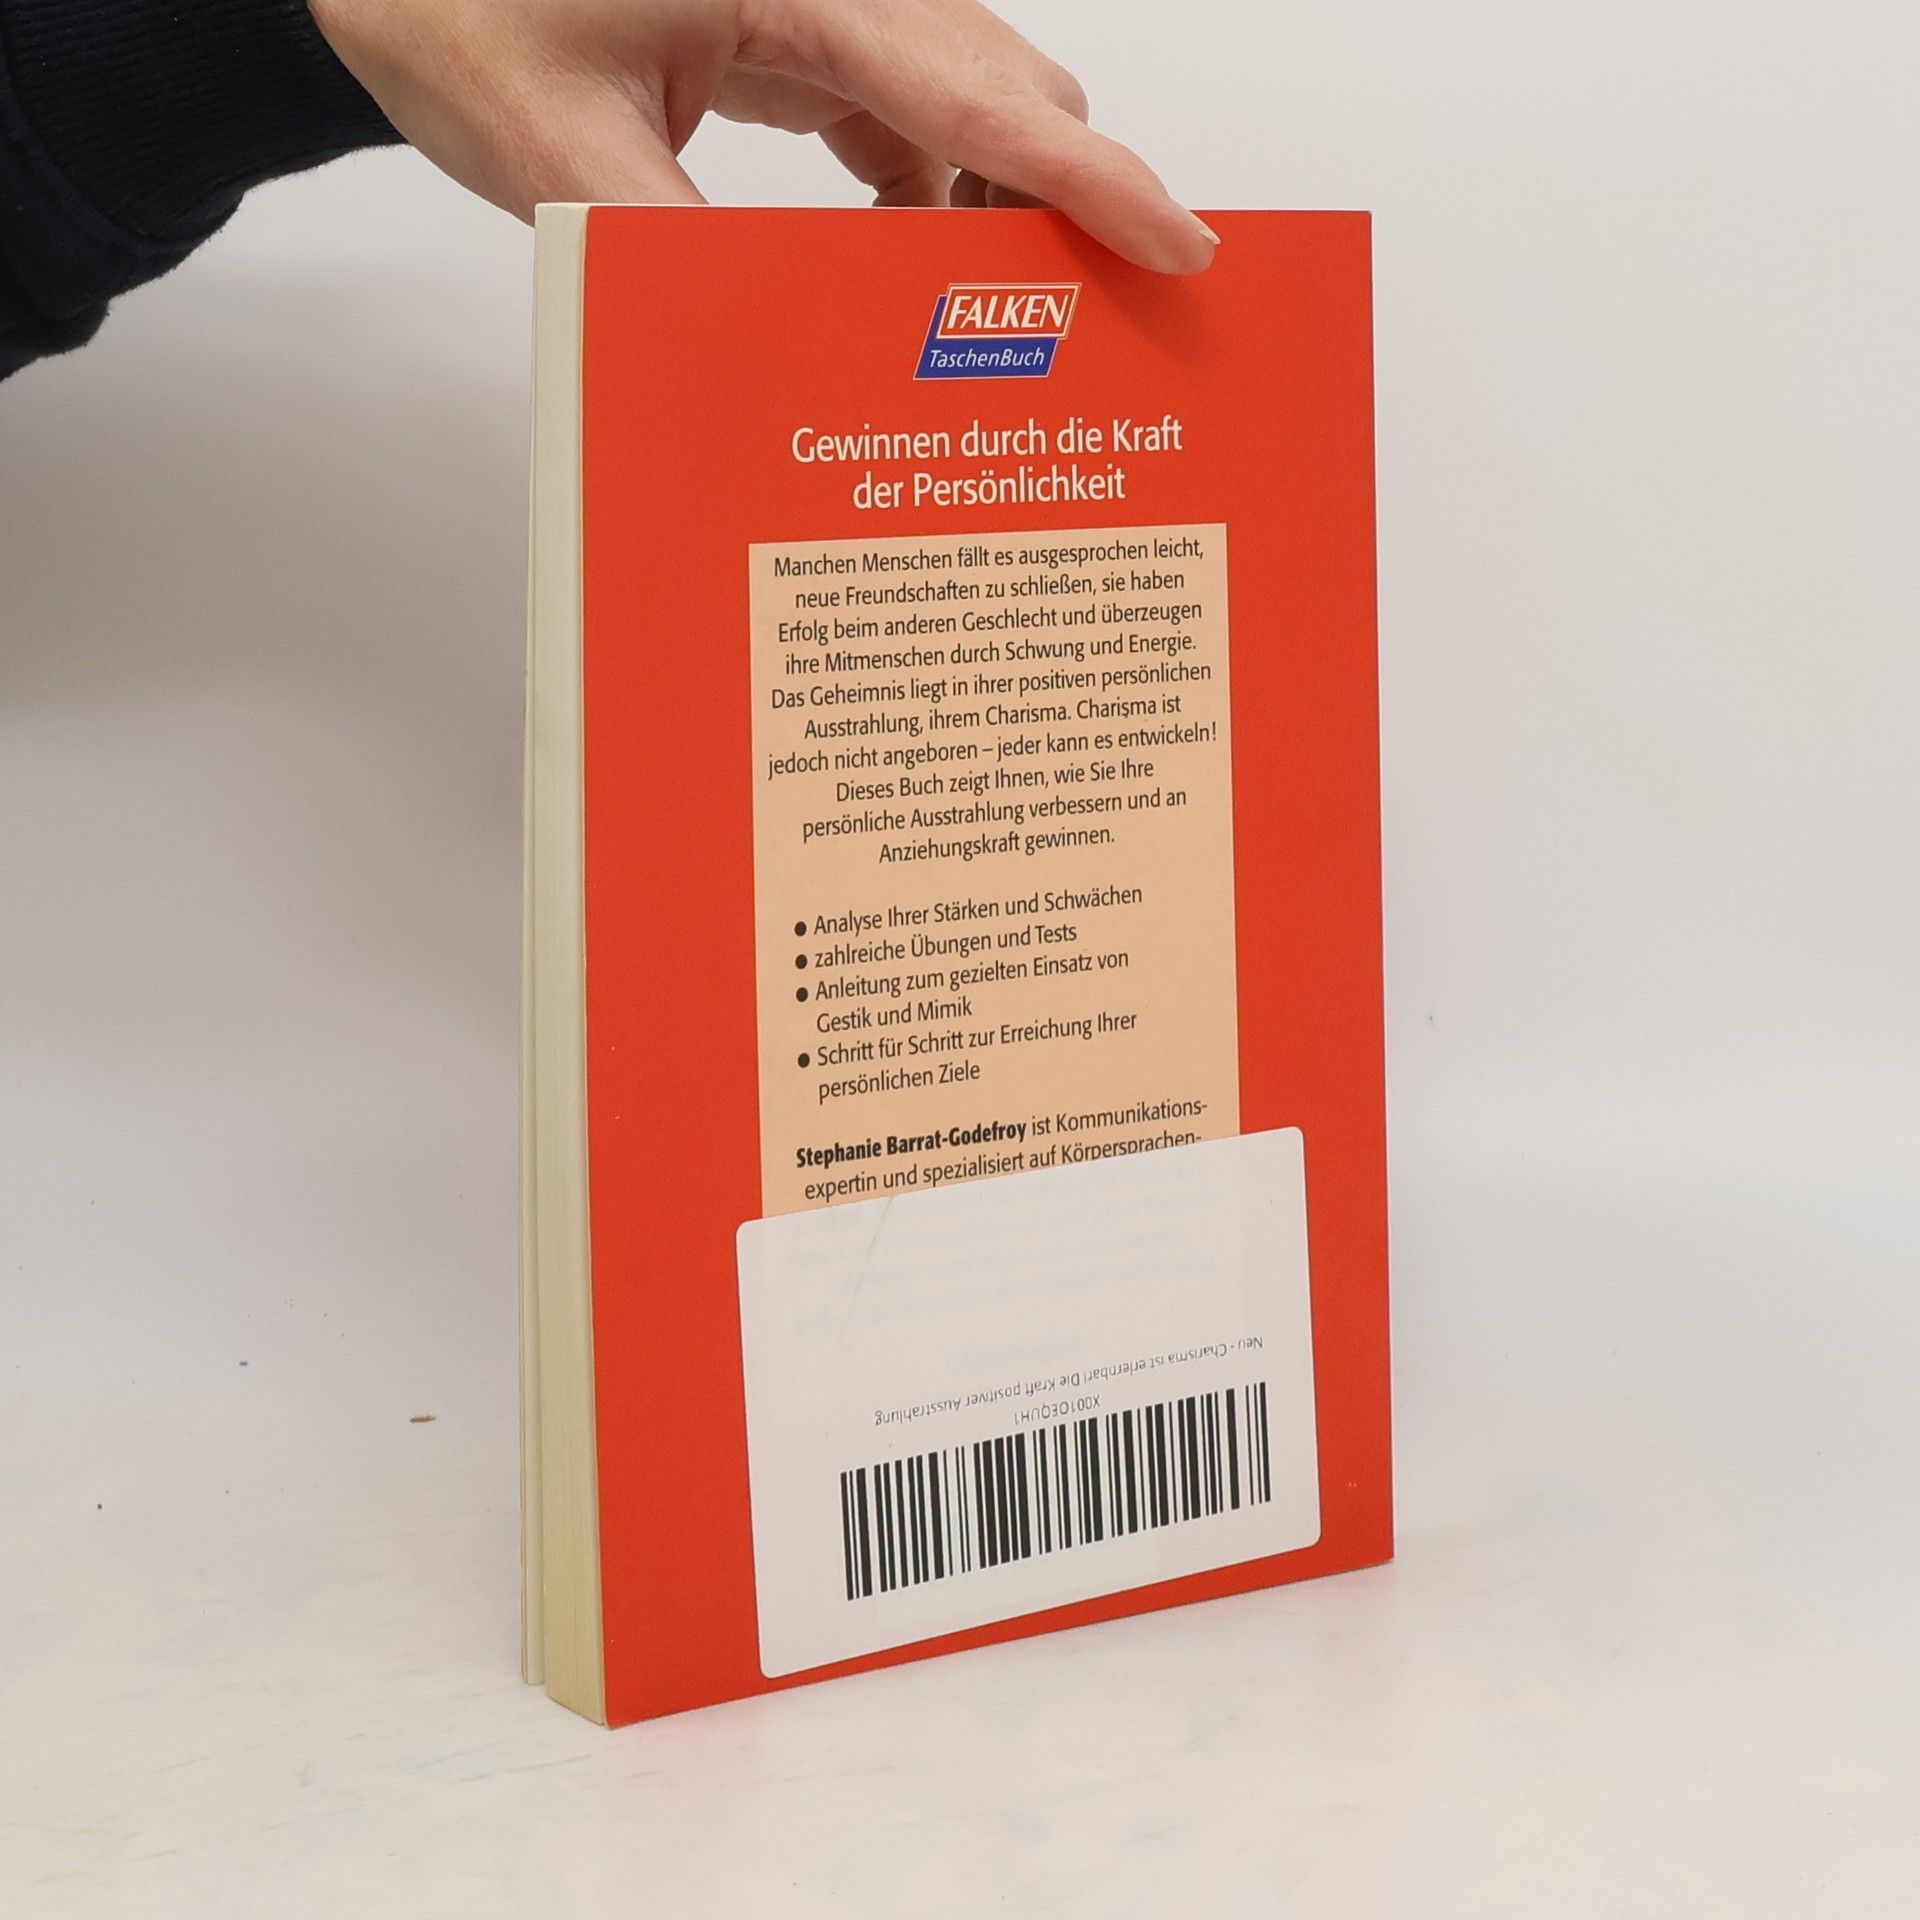 FALKEN
TaschenBuch
Gewinnen durch die Kraft
der Persönlichkeit
Manchen Menschen fällt es ausgesprochen leicht,
neue Freundschaften zu schließen, sie haben
Erfolg beim anderen Geschlecht und überzeugen
ihre Mitmenschen durch Schwung und Energie.
Das Geheimnis liegt in ihrer positiven persönlichen
Ausstrahlung, ihrem Charisma. Charisma ist
jedoch nicht angeboren – jeder kann es entwickeln!
Dieses Buch zeigt Ihnen, wie Sie Ihre
persönliche Ausstrahlung verbessern und an
Anziehungskraft gewinnen.
● Analyse Ihrer Stärken und Schwächen
● zahlreiche Übungen und Tests
● Anleitung zum gezielten Einsatz von
Gestik und Mimik
● Schritt für Schritt zur Erreichung Ihrer
persönlichen Ziele
Stephanie Barrat-Godefroy ist Kommunikations-
expertin und spezialisiert auf Körpersprachen-
X001OEQUH1
Neu - Charisma ist erlernbar! Die Kraft positiver Ausstrahlung